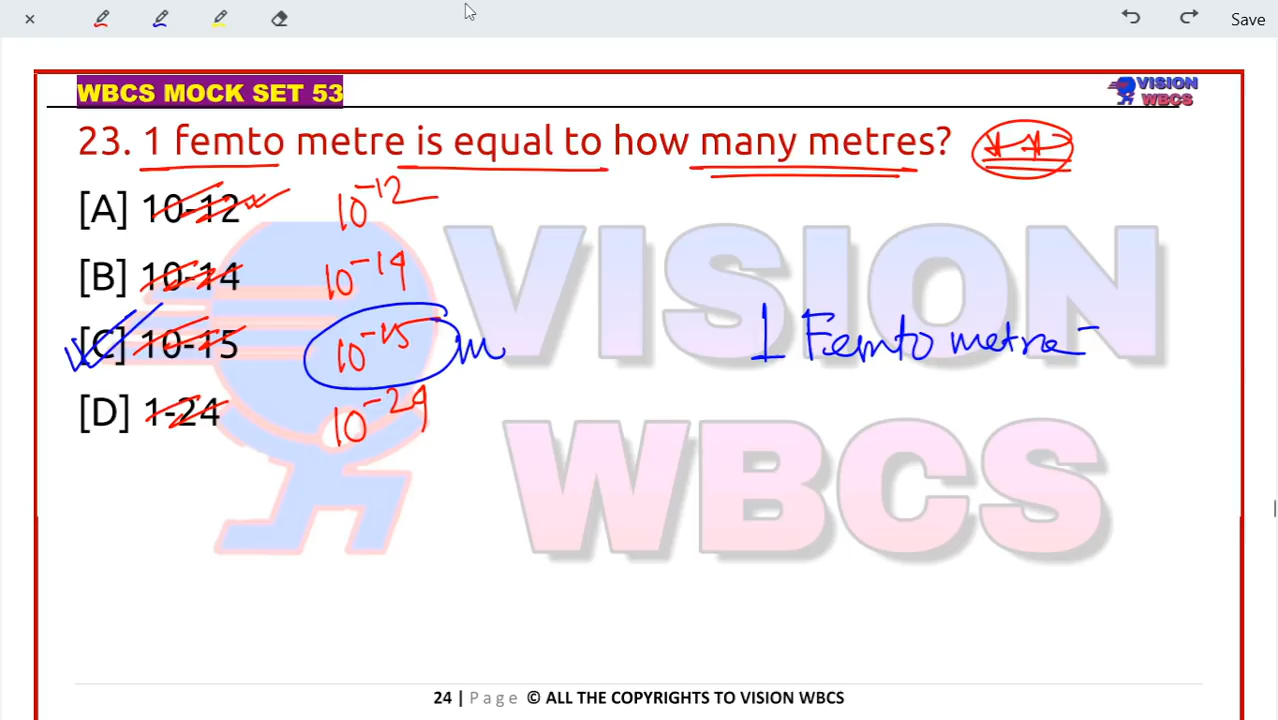 Save
WBCS MOCK SET 53
VISION
WBCS
23. 1 femto metre is equal to how many metres?
[A] 10-12 10⁻¹²
[B] 10-14 10⁻¹⁴
[C] 10-15 10⁻¹⁵ m 1 Femto metre -
[D] 1-24 10⁻²⁴
VISION
WBCS
24 | Page © ALL THE COPYRIGHTS TO VISION WBCS